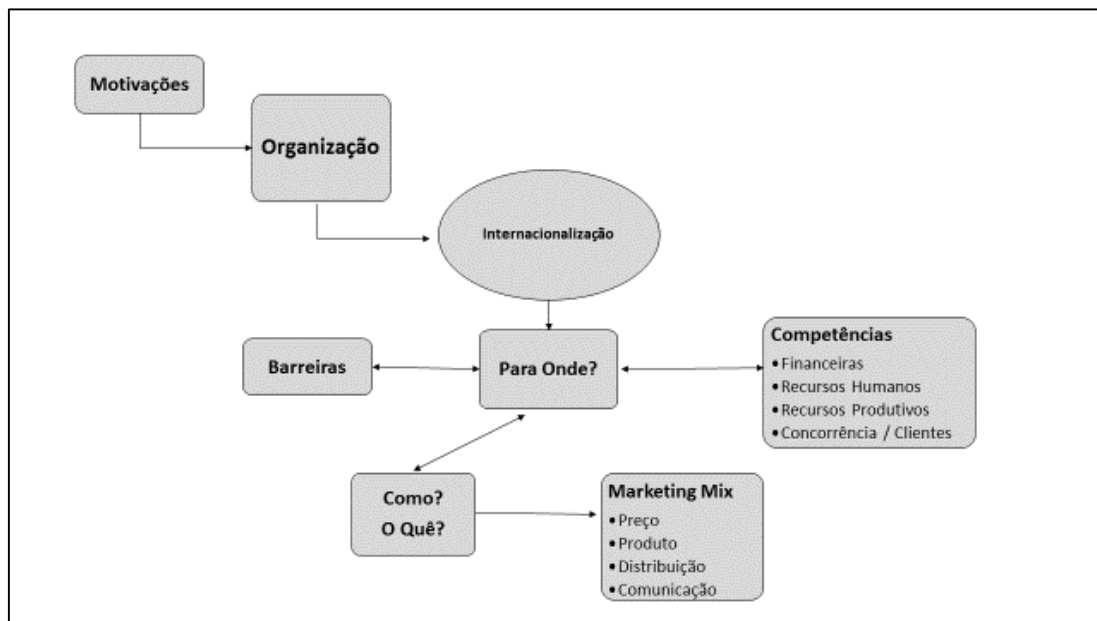 Motivações
Organização
Internacionalização
Barreiras
Para Onde?
Competências
• Financeiras
• Recursos Humanos
• Recursos Produtivos
• Concorrência / Clientes
Como?
O Quê?
Marketing Mix
• Preço
• Produto
• Distribuição
• Comunicação